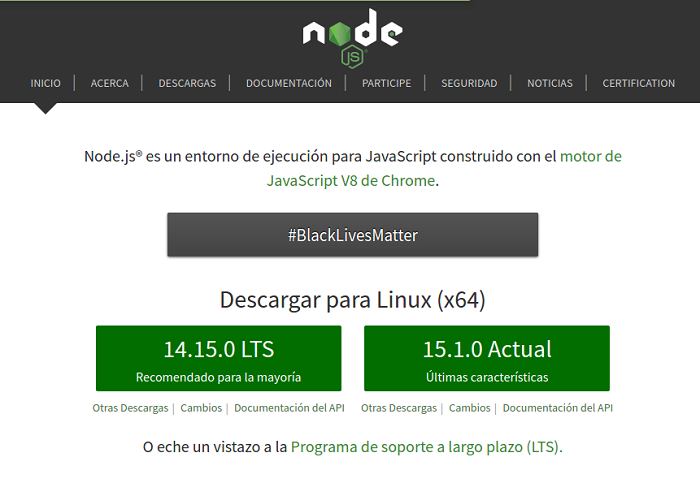 node
JS
INICIO | ACERCA | DESCARGAS | DOCUMENTACIÓN | PARTICIPE | SEGURIDAD | NOTICIAS | CERTIFICATION
Node.js® es un entorno de ejecución para JavaScript construido con el motor de
JavaScript V8 de Chrome.
#BlackLivesMatter
Descargar para Linux (x64)
14.15.0 LTS 15.1.0 Actual
Recomendado para la mayoría Últimas características
Otras Descargas | Cambios | Documentación del API Otras Descargas | Cambios | Documentación del API
O eche un vistazo a la Programa de soporte a largo plazo (LTS).